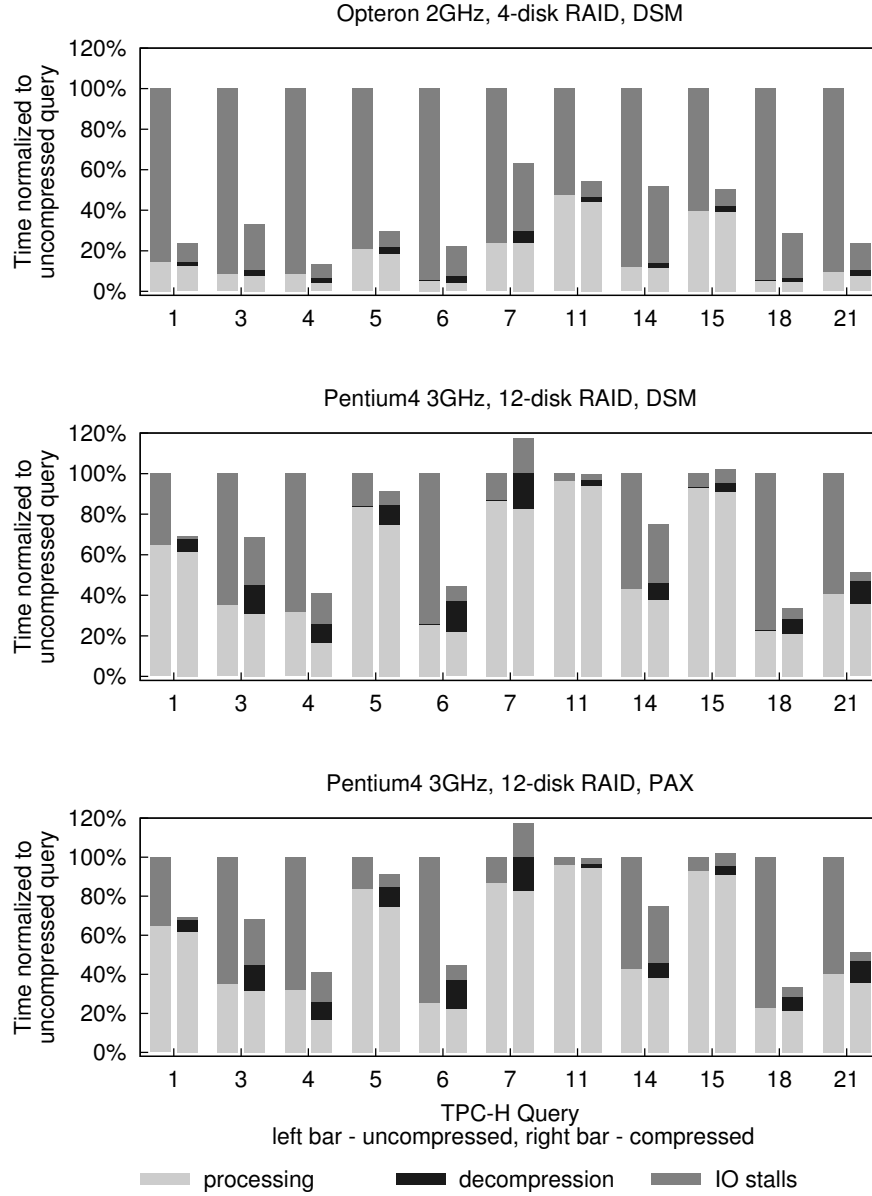 Opteron 2GHz, 4-disk RAID, DSM
Time normalized to
uncompressed query
120%
100%
80%
60%
40%
20%
0%
1 3 4 5 6 7 11 14 15 18 21
Pentium4 3GHz, 12-disk RAID, DSM
Time normalized to
uncompressed query
120%
100%
80%
60%
40%
20%
0%
1 3 4 5 6 7 11 14 15 18 21
Pentium4 3GHz, 12-disk RAID, PAX
Time normalized to
uncompressed query
120%
100%
80%
60%
40%
20%
0%
1 3 4 5 6 7 11 14 15 18 21
TPC-H Query
left bar - uncompressed, right bar - compressed
processing decompression IO stalls